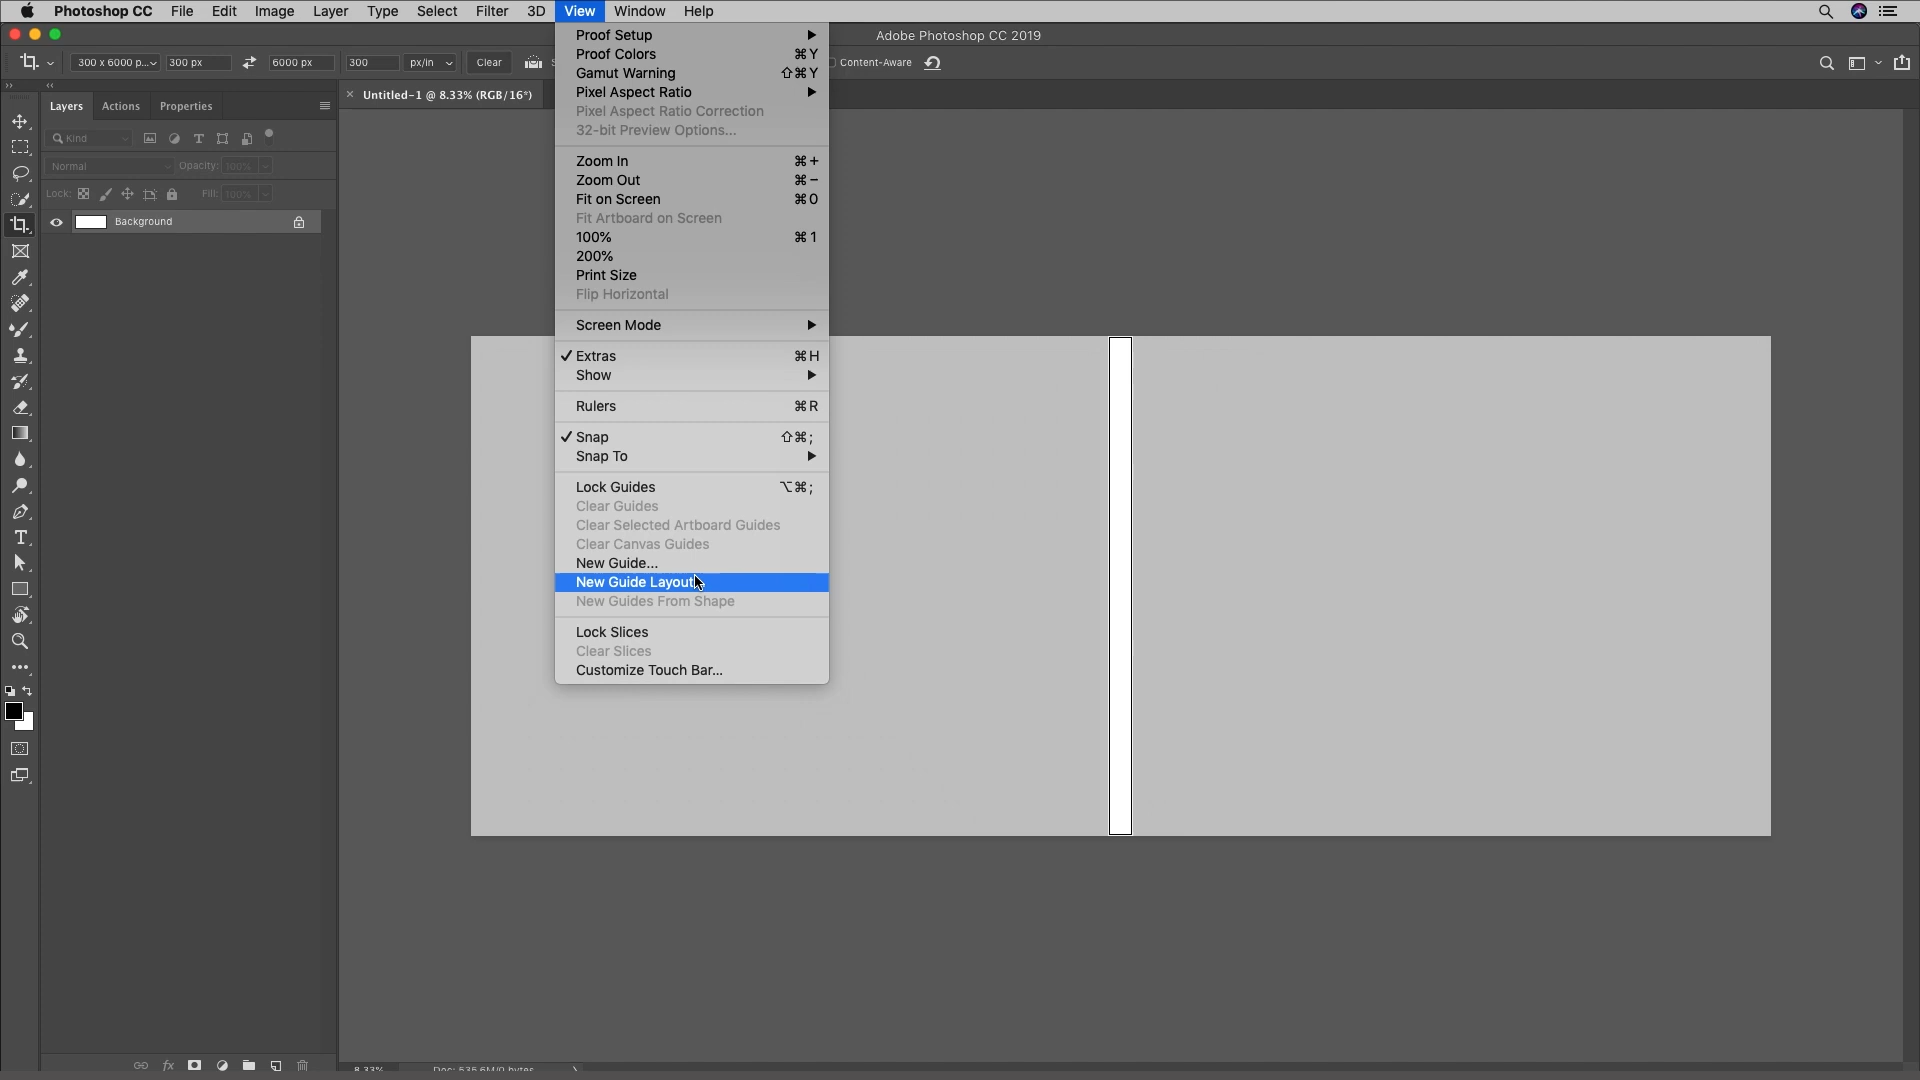 Photoshop CC File Edit Image Layer Type Select Filter 3D View Window Help
Adobe Photoshop CC 2019
300 x 6000 p... 300 px 6000 px 300 px/in Clear Content-Aware
Layers Actions Properties
× Untitled-1 @ 8.33% (RGB/16*)
Kind
Normal Opacity: 100%
Lock: Fill: 100%
Background
Proof Setup
Proof Colors ⌘Y
Gamut Warning ⇧⌘Y
Pixel Aspect Ratio
Pixel Aspect Ratio Correction
32-bit Preview Options...
Zoom In ⌘+
Zoom Out ⌘−
Fit on Screen ⌘0
Fit Artboard on Screen
100% ⌘1
200%
Print Size
Flip Horizontal
Screen Mode
✓ Extras ⌘H
Show
Rulers ⌘R
✓ Snap ⇧⌘;
Snap To
Lock Guides ⌥⌘;
Clear Guides
Clear Selected Artboard Guides
Clear Canvas Guides
New Guide...
New Guide Layout
New Guides From Shape
Lock Slices
Clear Slices
Customize Touch Bar...
fx
8.33% Doc: 535.6M/0 bytes